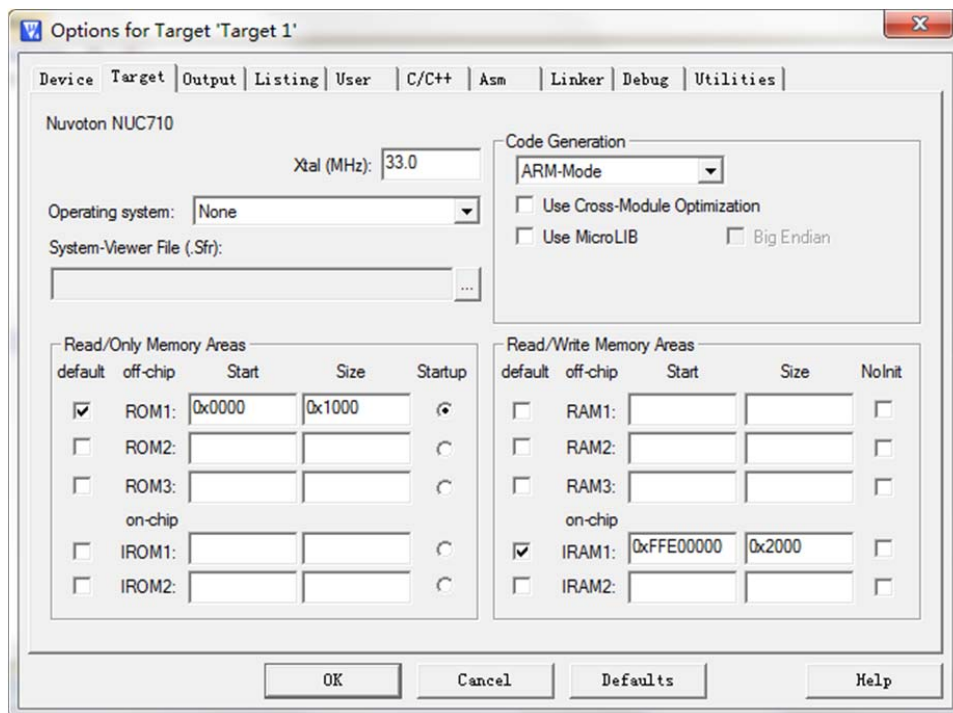 Options for Target 'Target 1'
Device Target Output Listing User C/C++ Asm Linker Debug Utilities
Nuvoton NUC710
Xtal (MHz): 33.0
Operating system: None
System-Viewer File (.Sfr):
...
Code Generation
ARM-Mode
Use Cross-Module Optimization
Use MicroLIB Big Endian
Read/Only Memory Areas
default off-chip Start Size Startup
ROM1: 0x0000 0x1000
ROM2:
ROM3:
on-chip
IROM1:
IROM2:
Read/Write Memory Areas
default off-chip Start Size NoInit
RAM1:
RAM2:
RAM3:
on-chip
IRAM1: 0xFFE00000 0x2000
IRAM2:
OK Cancel Defaults Help